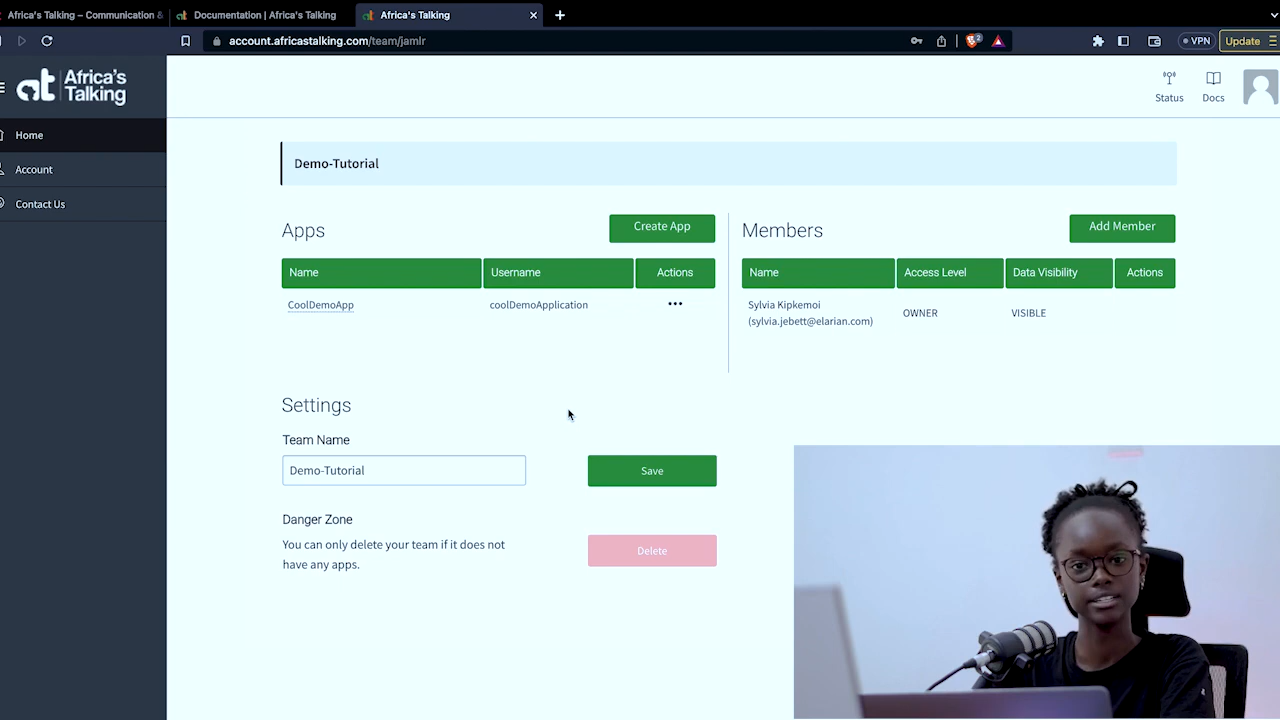 Africa's Talking – Communication &
Documentation | Africa's Talking
Africa's Talking
account.africastalking.com/team/jamlr
2
VPN
Update
at Africa's
Talking
Status
Docs
Home
Account
Contact Us
Demo-Tutorial
Apps
Create App
Name Username Actions
CoolDemoApp coolDemoApplication
Members
Add Member
Name Access Level Data Visibility Actions
Sylvia Kipkemoi
(sylvia.jebett@elarian.com) OWNER VISIBLE
Settings
Team Name
Demo-Tutorial
Save
Danger Zone
You can only delete your team if it does not
have any apps.
Delete